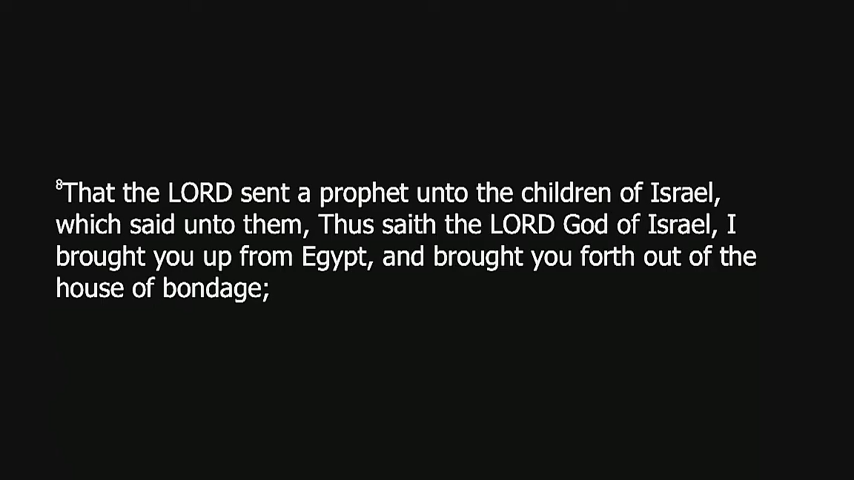 ⁸That the LORD sent a prophet unto the children of Israel,
which said unto them, Thus saith the LORD God of Israel, I
brought you up from Egypt, and brought you forth out of the
house of bondage;